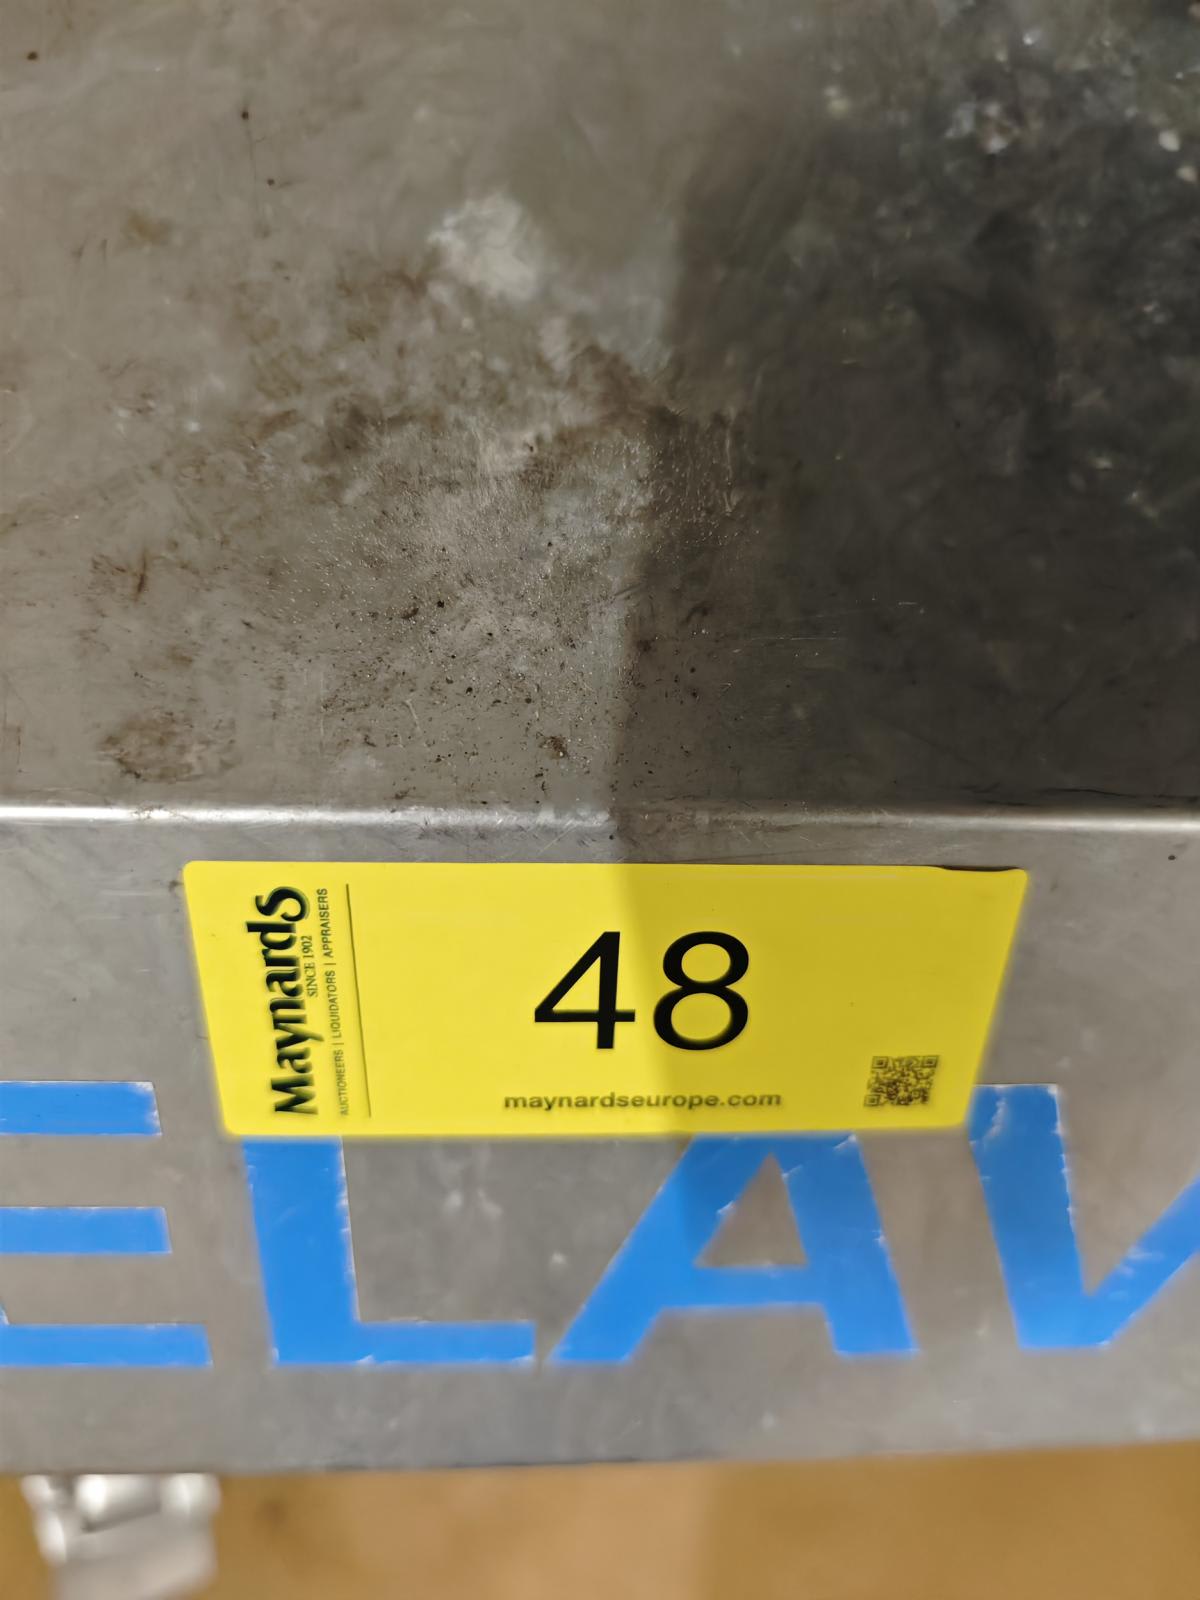 Maynards
SINCE 1902
AUCTIONEERS | LIQUIDATORS | APPRAISERS
48
maynardseurope.com
ELAV